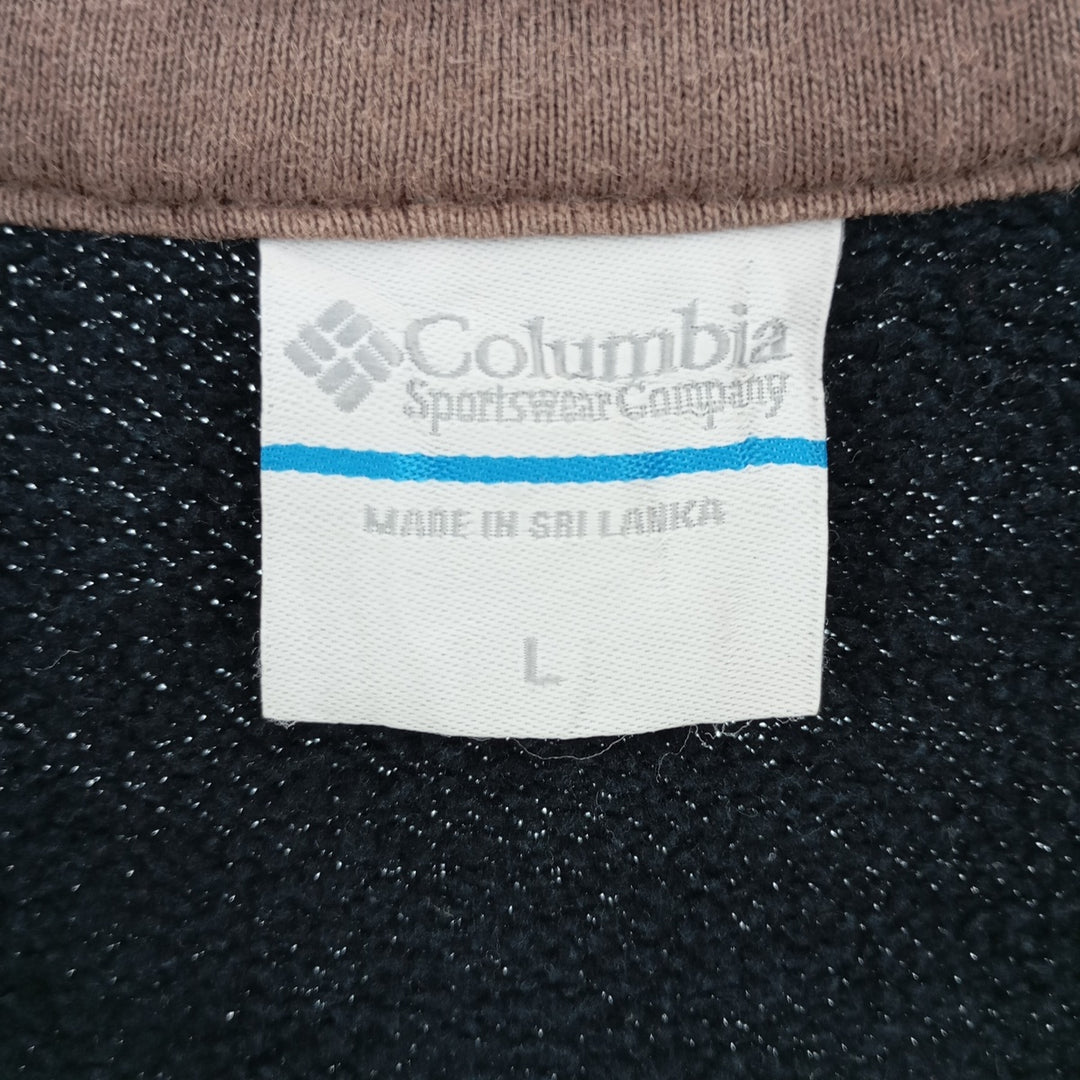 Columbia
Sportswear Company
MADE IN SRI LANKA
L